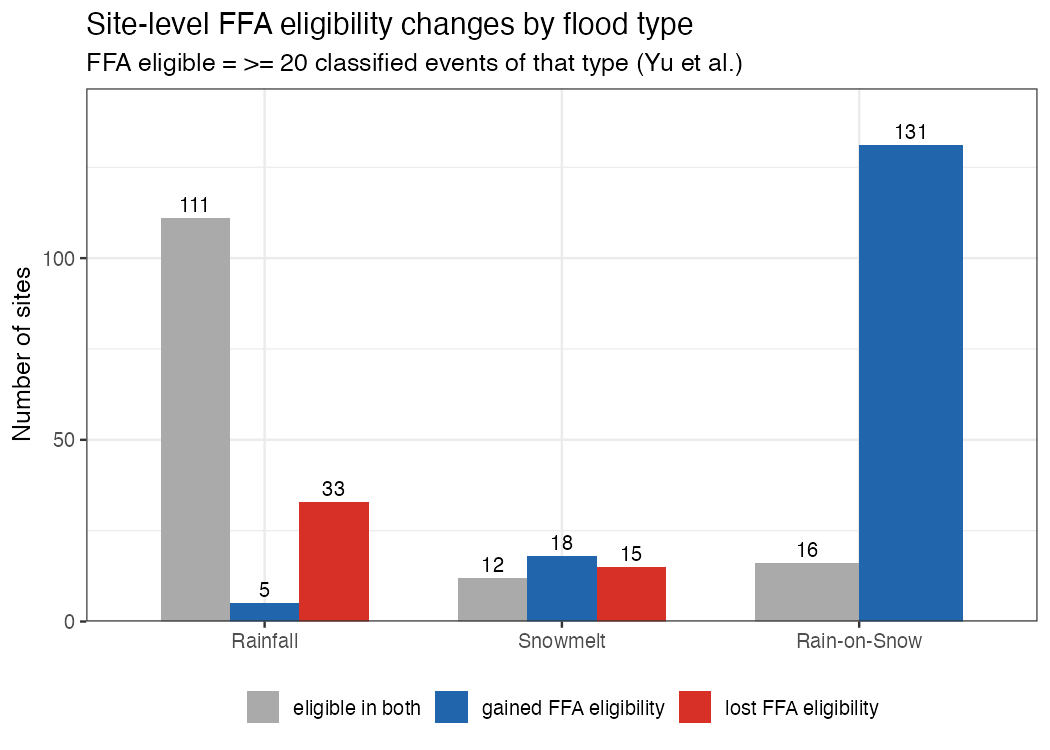 Site-level FFA eligibility changes by flood type
FFA eligible = >= 20 classified events of that type (Yu et al.)
Number of sites
100
50
0
111
5
33
12
18
15
16
131
Rainfall
Snowmelt
Rain-on-Snow
eligible in both
gained FFA eligibility
lost FFA eligibility